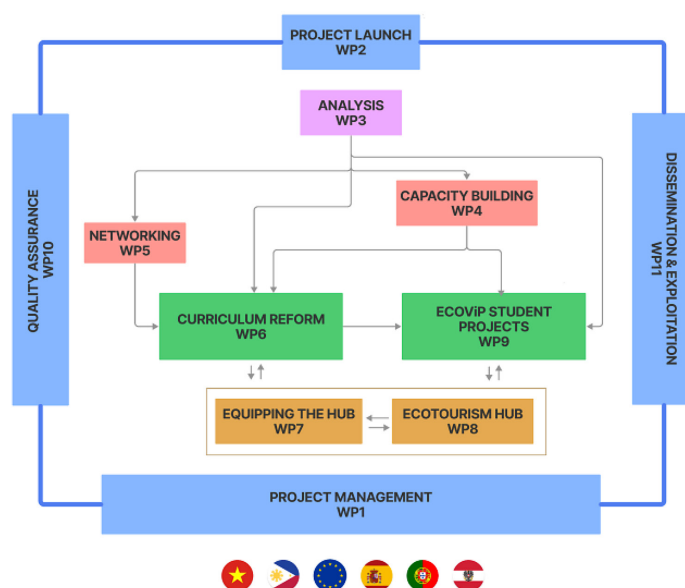 PROJECT LAUNCH
WP2
ANALYSIS
WP3
CAPACITY BUILDING
WP4
NETWORKING
WP5
QUALITY ASSURANCE
WP10
DISSEMINATION & EXPLOITATION
WP11
CURRICULUM REFORM
WP6
ECOViP STUDENT
PROJECTS
WP9
EQUIPPING THE HUB
WP7
ECOTOURISM HUB
WP8
PROJECT MANAGEMENT
WP1